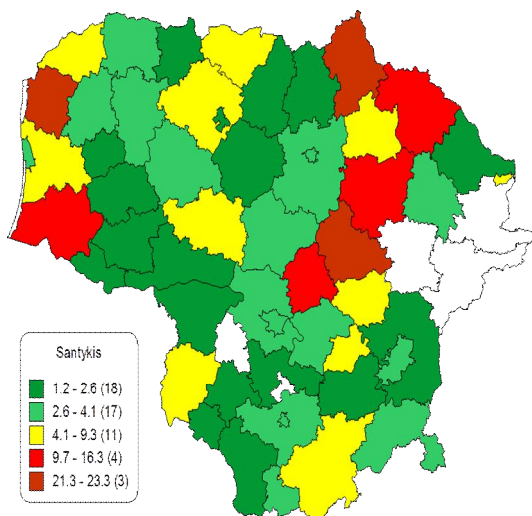 Santykis
1.2 - 2.6 (18)
2.6 - 4.1 (17)
4.1 - 9.3 (11)
9.7 - 16.3 (4)
21.3 - 23.3 (3)